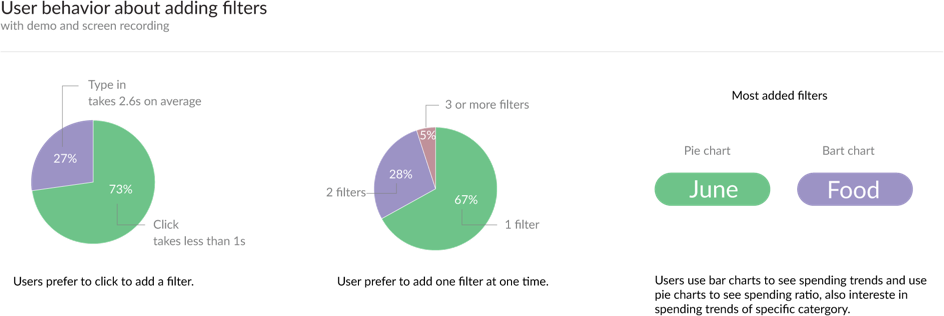 User behavior about adding filters
with demo and screen recording
Type in
takes 2.6s on average
27%
73%
Click
takes less than 1s
Users prefer to click to add a filter.
3 or more filters
5%
28%
2 filters
67%
1 filter
User prefer to add one filter at one time.
Most added filters
Pie chart
Bart chart
June
Food
Users use bar charts to see spending trends and use
pie charts to see spending ratio, also intereste in
spending trends of specific catergory.